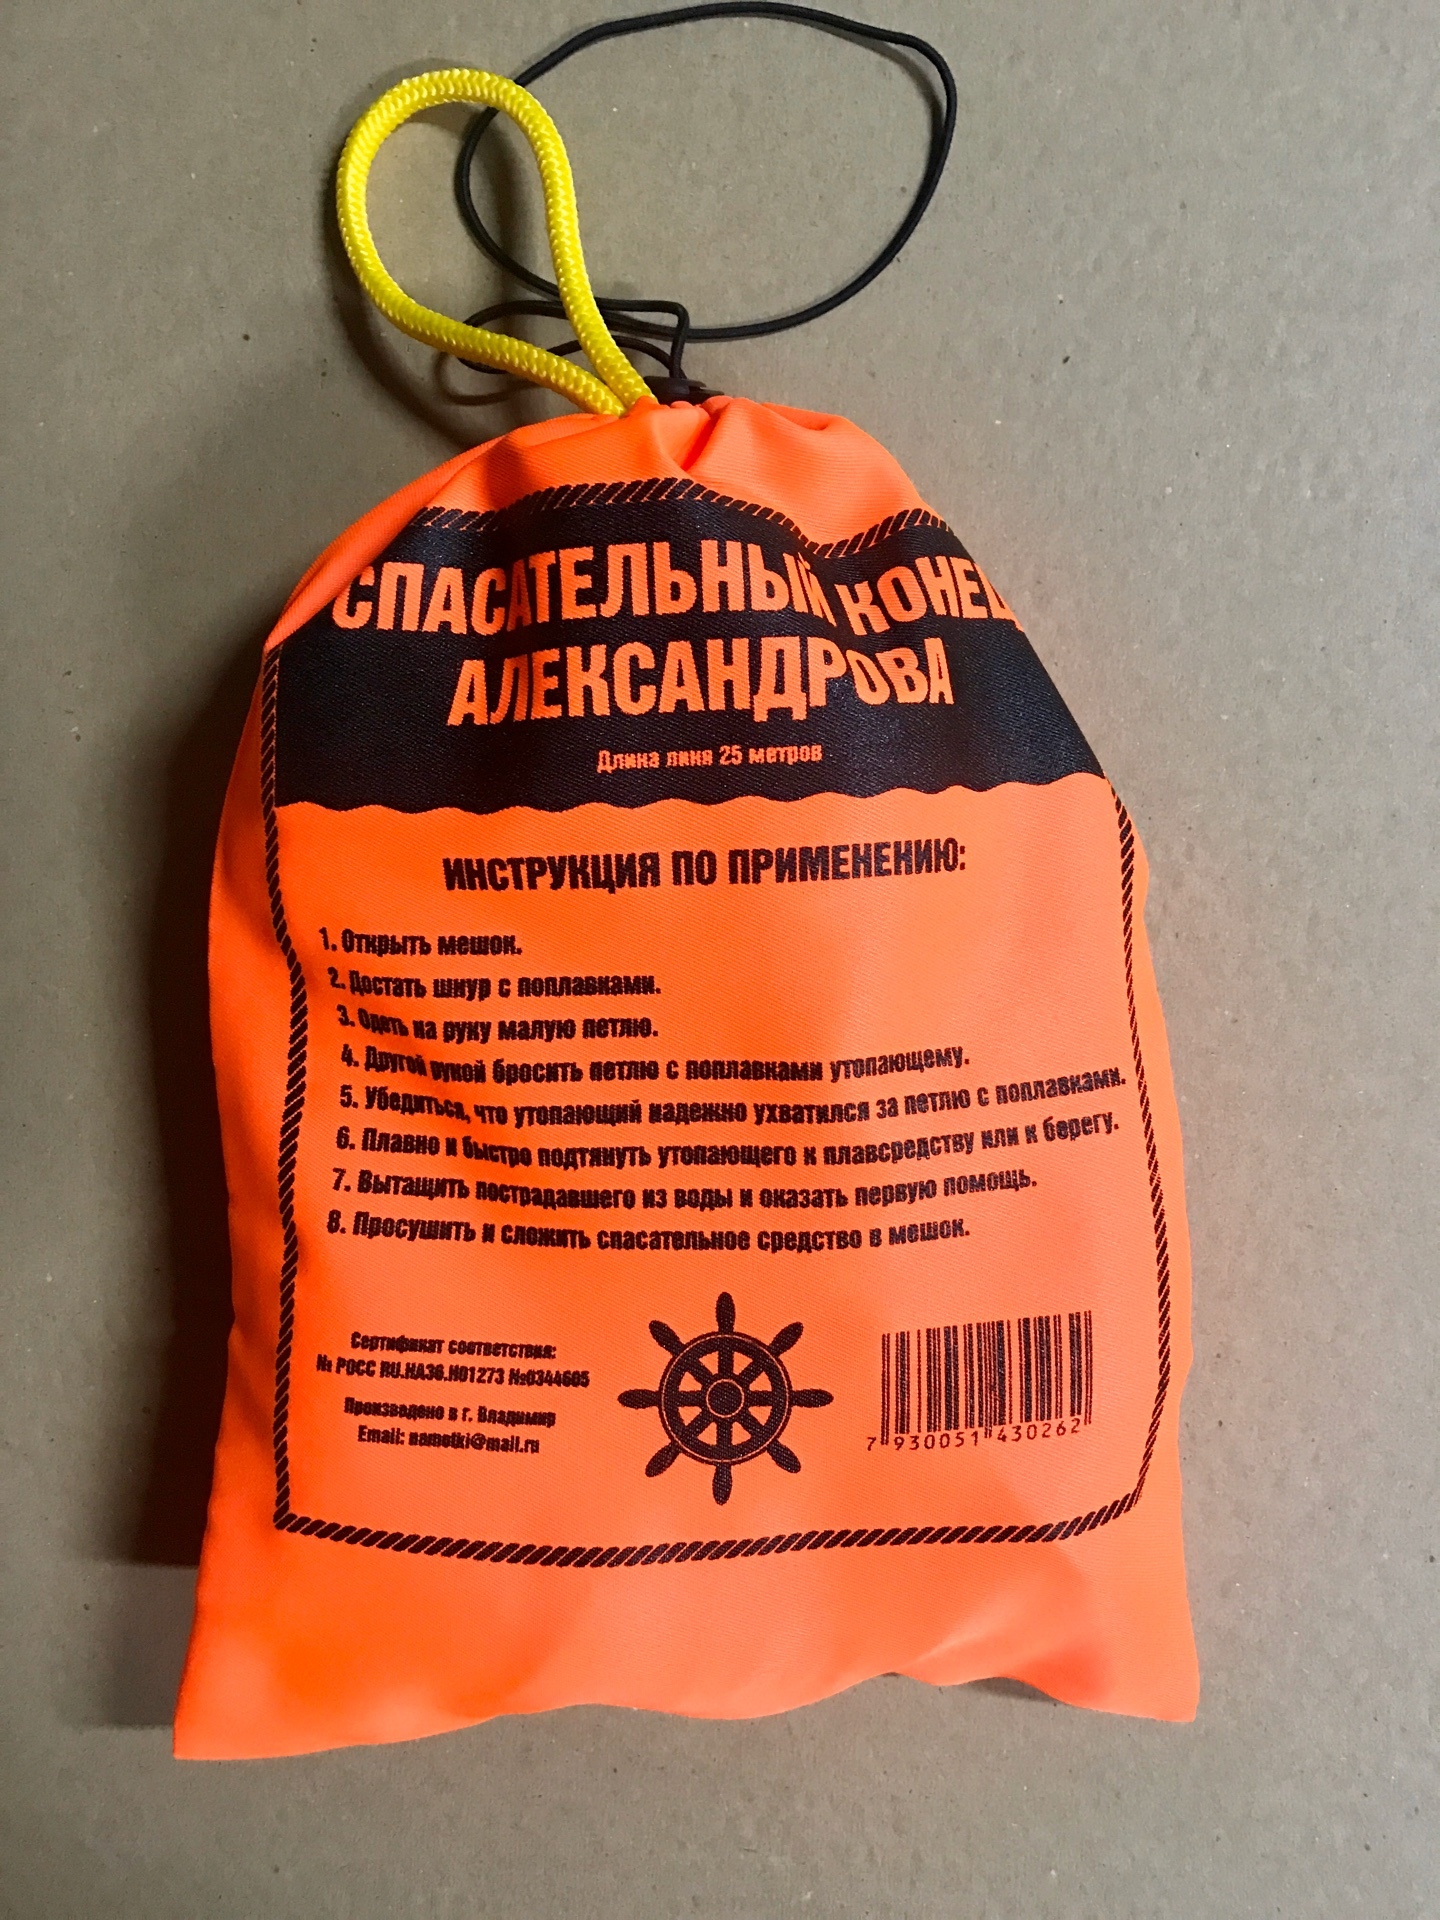 СПАСАТЕЛЬНЫЙ КОНЕЦ
АЛЕКСАНДРОВА
Длина линя 25 метров
ИНСТРУКЦИЯ ПО ПРИМЕНЕНИЮ:
1. Открыть мешок.
2. Достать шнур с поплавками.
3. Одеть на руку малую петлю.
4. Другой рукой бросить петлю с поплавками утопающему.
5. Убедиться, что утопающий надежно ухватился за петлю с поплавками.
6. Плавно и быстро подтянуть утопающего к плавсредству или к берегу.
7. Вытащить пострадавшего из воды и оказать первую помощь.
8. Просушить и сложить спасательное средство в мешок.
Сертификат соответствия:
№ РОСС RU.НА36.Н01273 №0344605
Произведено в г. Владимир
Email: namotki@mail.ru
7 930051 430262